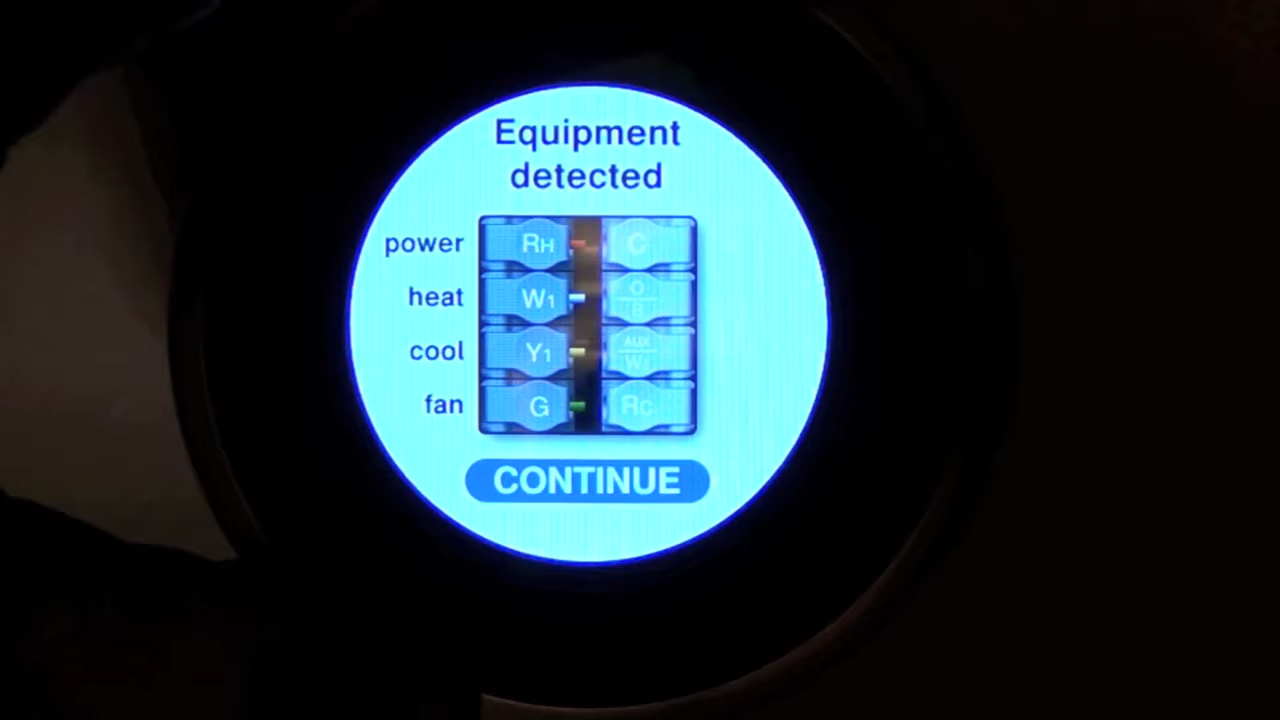 Equipment
detected
power RH C
heat W1 O/B
cool Y1 AUX/W2
fan G RC
CONTINUE